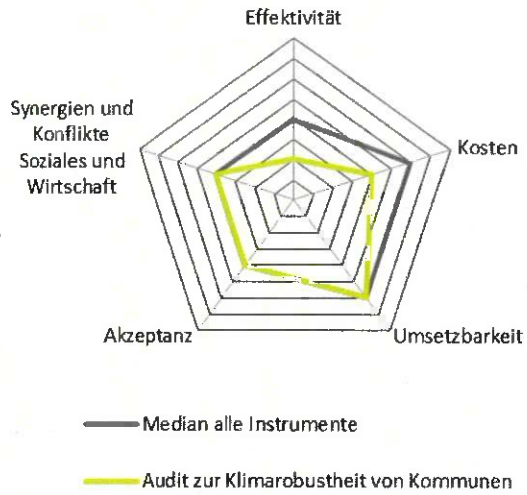 Effektivität
Synergien und
Konflikte
Soziales und
Wirtschaft
Kosten
Akzeptanz
Umsetzbarkeit
Median alle Instrumente
Audit zur Klimarobustheit von Kommunen